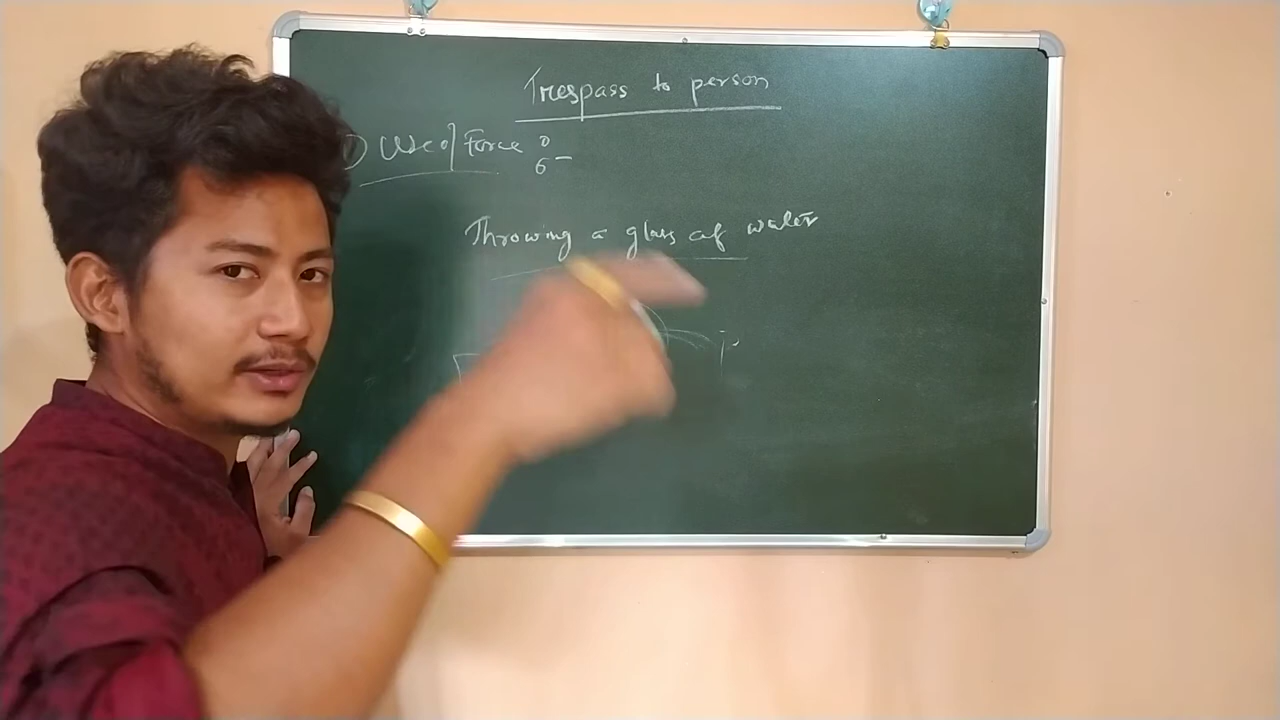 Trespass to person
) Use of Force :-
Throwing a glass of water
P